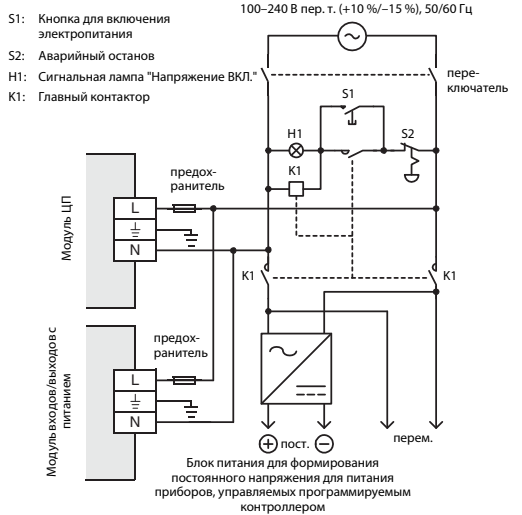 100–240 В пер. т. (+10 %/–15 %), 50/60 Гц
S1: Кнопка для включения
электропитания
S2: Аварийный останов
H1: Сигнальная лампа "Напряжение ВКЛ."
K1: Главный контактор
пере-
ключатель
S1
H1
S2
K1
Модуль ЦП
предох-
ранитель
L
N
K1
K1
Модуль входов/выходов с
питанием
предох-
ранитель
L
N
пост.
перем.
Блок питания для формирования
постоянного напряжения для питания
приборов, управляемых программируемым
контроллером